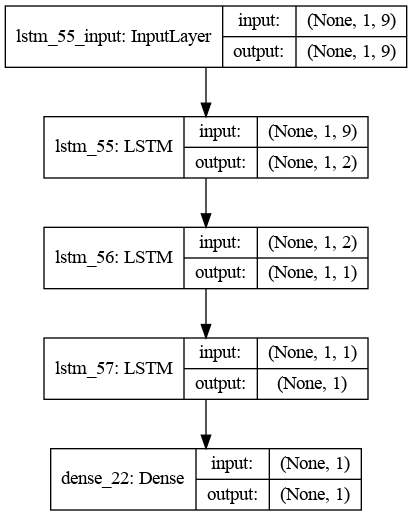 lstm_55_input: InputLayer
input: (None, 1, 9)
output: (None, 1, 9)
lstm_55: LSTM
input: (None, 1, 9)
output: (None, 1, 2)
lstm_56: LSTM
input: (None, 1, 2)
output: (None, 1, 1)
lstm_57: LSTM
input: (None, 1, 1)
output: (None, 1)
dense_22: Dense
input: (None, 1)
output: (None, 1)